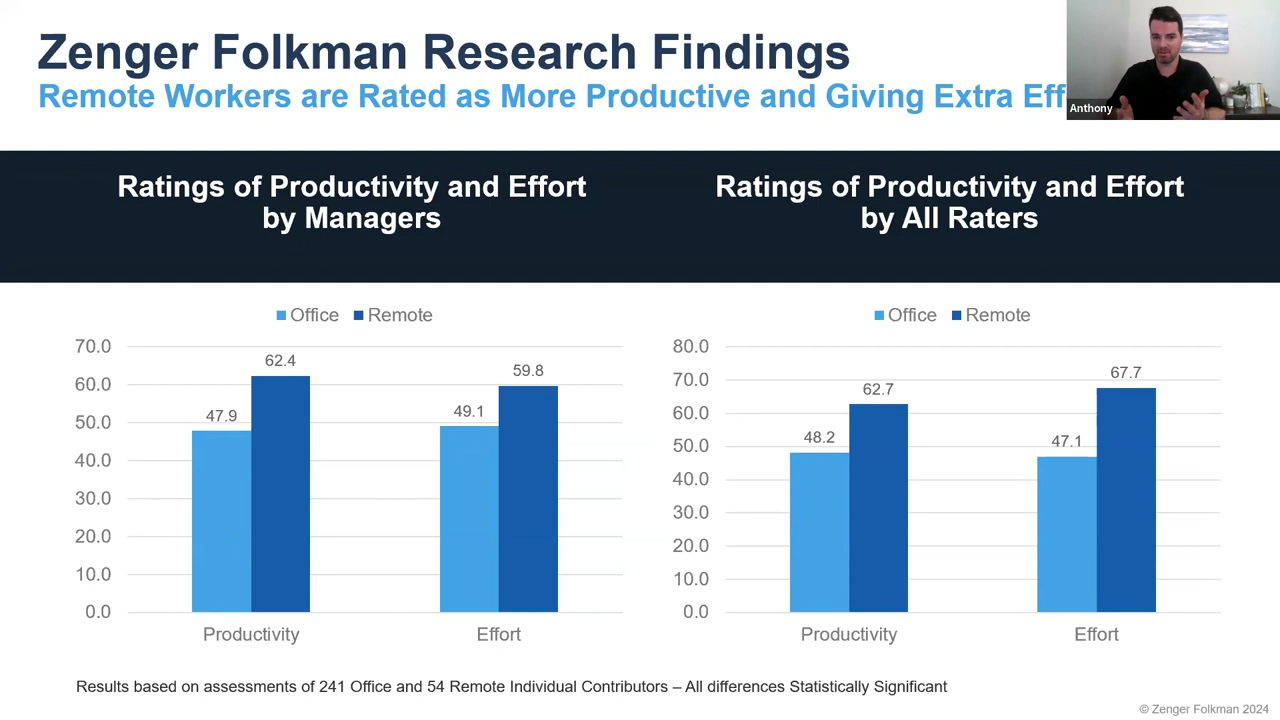 Zenger Folkman Research Findings
Remote Workers are Rated as More Productive and Giving Extra Eff
Anthony
Ratings of Productivity and Effort
by Managers
Office Remote
70.0
60.0
50.0
40.0
30.0
20.0
10.0
0.0
47.9
62.4
49.1
59.8
Productivity
Effort
Ratings of Productivity and Effort
by All Raters
Office Remote
80.0
70.0
60.0
50.0
40.0
30.0
20.0
10.0
0.0
48.2
62.7
47.1
67.7
Productivity
Effort
Results based on assessments of 241 Office and 54 Remote Individual Contributors – All differences Statistically Significant
© Zenger Folkman 2024